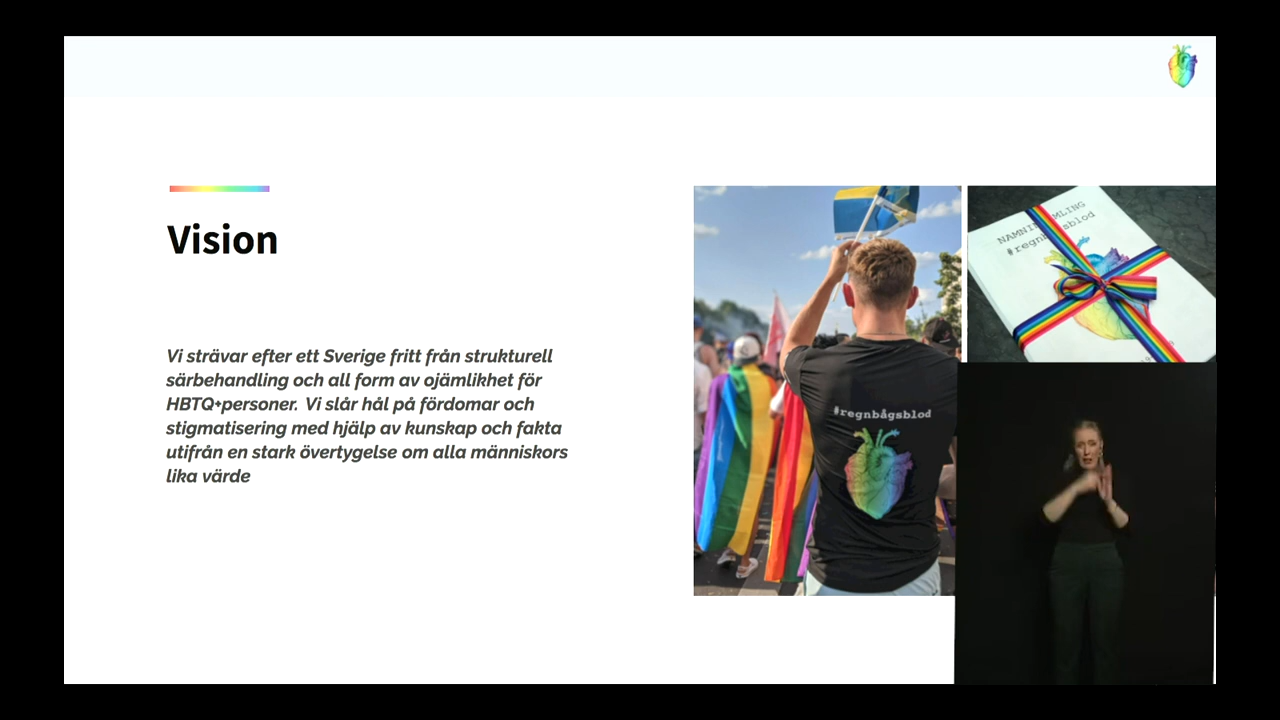 Vision
Vi strävar efter ett Sverige fritt från strukturell
särbehandling och all form av ojämlikhet för
HBTQ+personer. Vi slår hål på fördomar och
stigmatisering med hjälp av kunskap och fakta
utifrån en stark övertygelse om alla människors
lika värde
#regnbågsblod